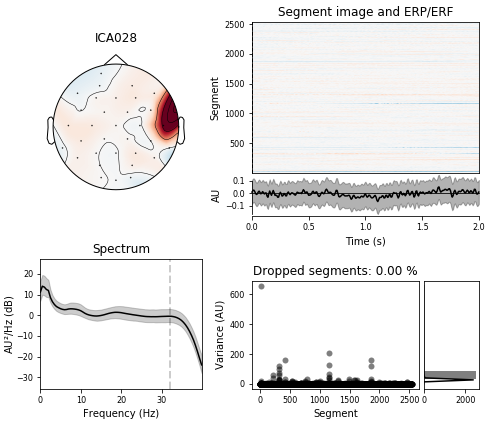 ICA028
Segment image and ERP/ERF
Segment
2500
2000
1500
1000
500
AU
0.1
0.0
−0.1
0.0 0.5 1.0 1.5 2.0
Time (s)
Spectrum
AU²/Hz (dB)
20
10
0
−10
−20
−30
0 10 20 30
Frequency (Hz)
Dropped segments: 0.00 %
Variance (AU)
600
400
200
0
0 500 1000 1500 2000 2500
Segment
0 2000